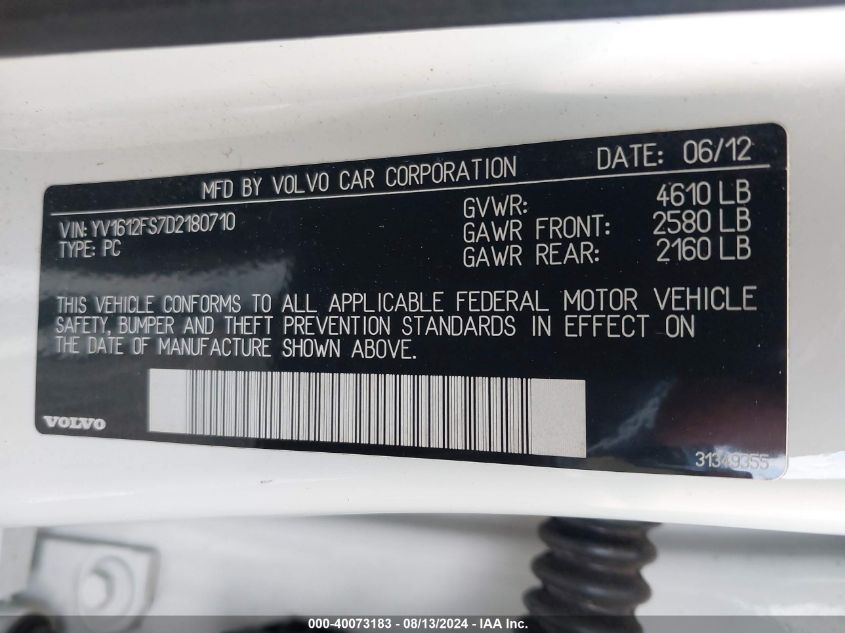 MFD BY VOLVO CAR CORPORATION DATE: 06/12
VIN: YV1612FS7D2180710
TYPE: PC
GVWR: 4610 LB
GAWR FRONT: 2580 LB
GAWR REAR: 2160 LB
THIS VEHICLE CONFORMS TO ALL APPLICABLE FEDERAL MOTOR VEHICLE
SAFETY, BUMPER AND THEFT PREVENTION STANDARDS IN EFFECT ON
THE DATE OF MANUFACTURE SHOWN ABOVE.
VOLVO
31349355
000-40073183 - 08/13/2024 - IAA Inc.